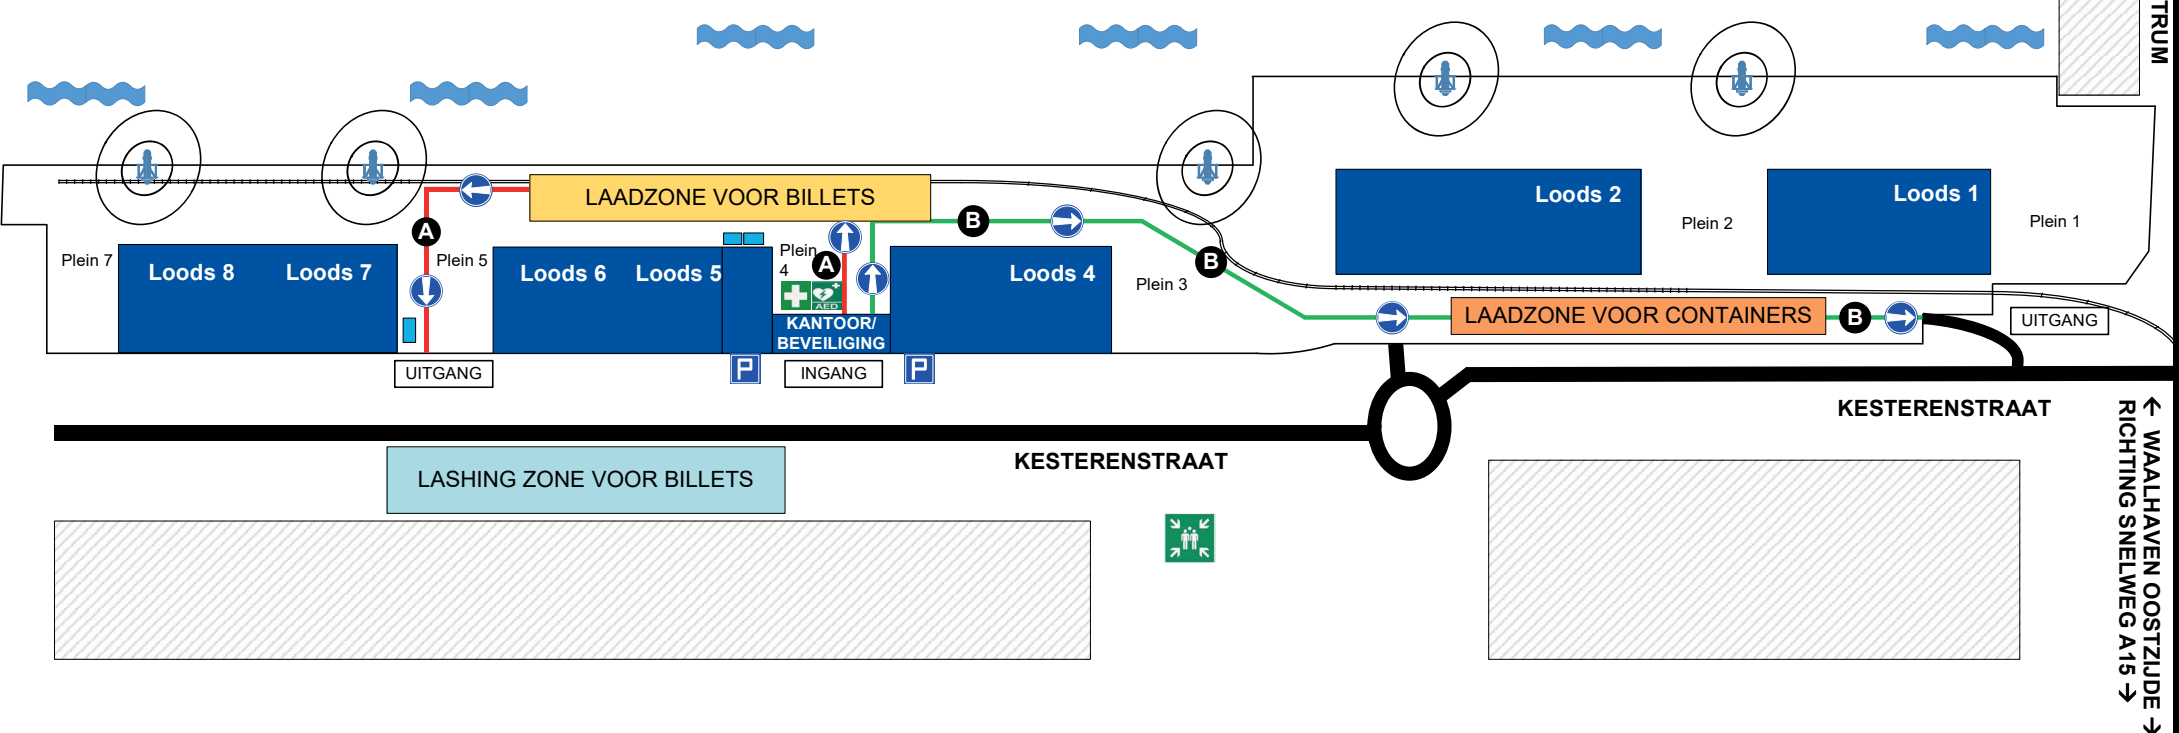 TRUM
LAADZONE VOOR BILLETS
Loods 2
Loods 1
Plein 2
Plein 1
A
B
B
Plein 7
Loods 8
Loods 7
Plein 5
Loods 6
Loods 5
Plein
4
A
AED
Loods 4
Plein 3
KANTOOR/
BEVEILIGING
LAADZONE VOOR CONTAINERS
B
UITGANG
UITGANG
P
INGANG
P
KESTERENSTRAAT
KESTERENSTRAAT
LASHING ZONE VOOR BILLETS
← WAALHAVEN OOSTZIJDE →
RICHTING SNELWEG A15 →